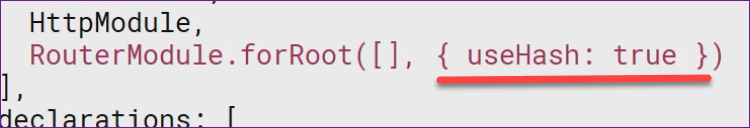 HttpModule,
RouterModule.forRoot([], { useHash: true })
],
declarations: [